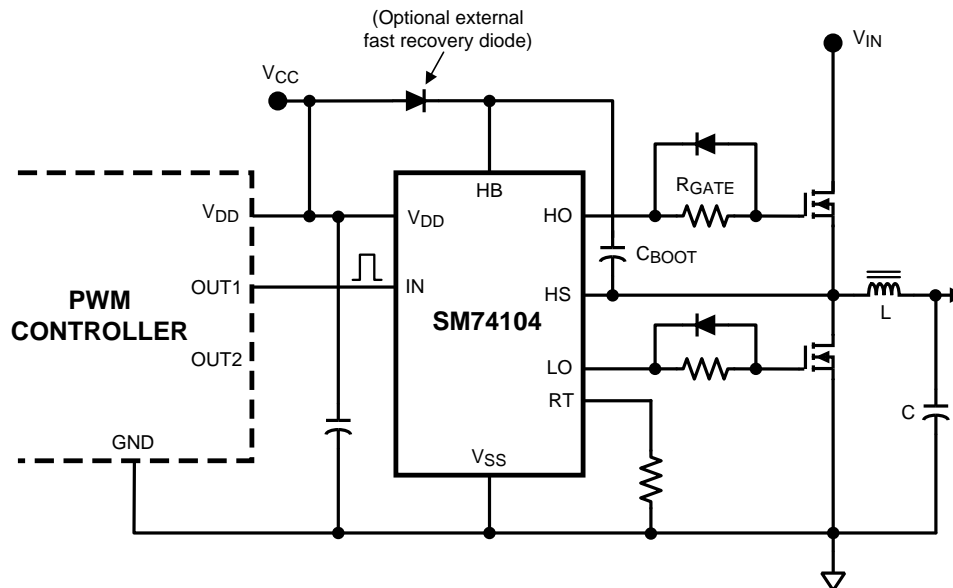 (Optional external
fast recovery diode)
VCC
VIN
HB
RGATE
VDD
VDD
HO
CBOOT
OUT1
IN
HS
PWM
CONTROLLER
SM74104
L
OUT2
LO
RT
C
GND
VSS